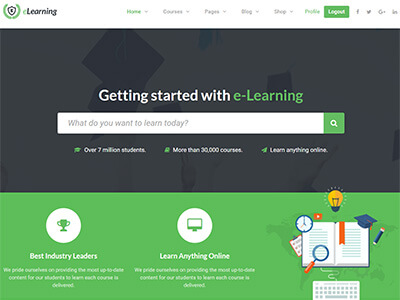 eLearning
Home Courses Pages Blog Shop Profile Logout
Getting started with e-Learning
What do you want to learn today?
Over 7 million students. More than 30,000 courses. Learn anything online.
Best Industry Leaders
We pride ourselves on providing the most up-to-date
content for our students to learn each course is
delivered.
Learn Anything Online
We pride ourselves on providing the most up-to-date
content for our students to learn each course is
delivered.